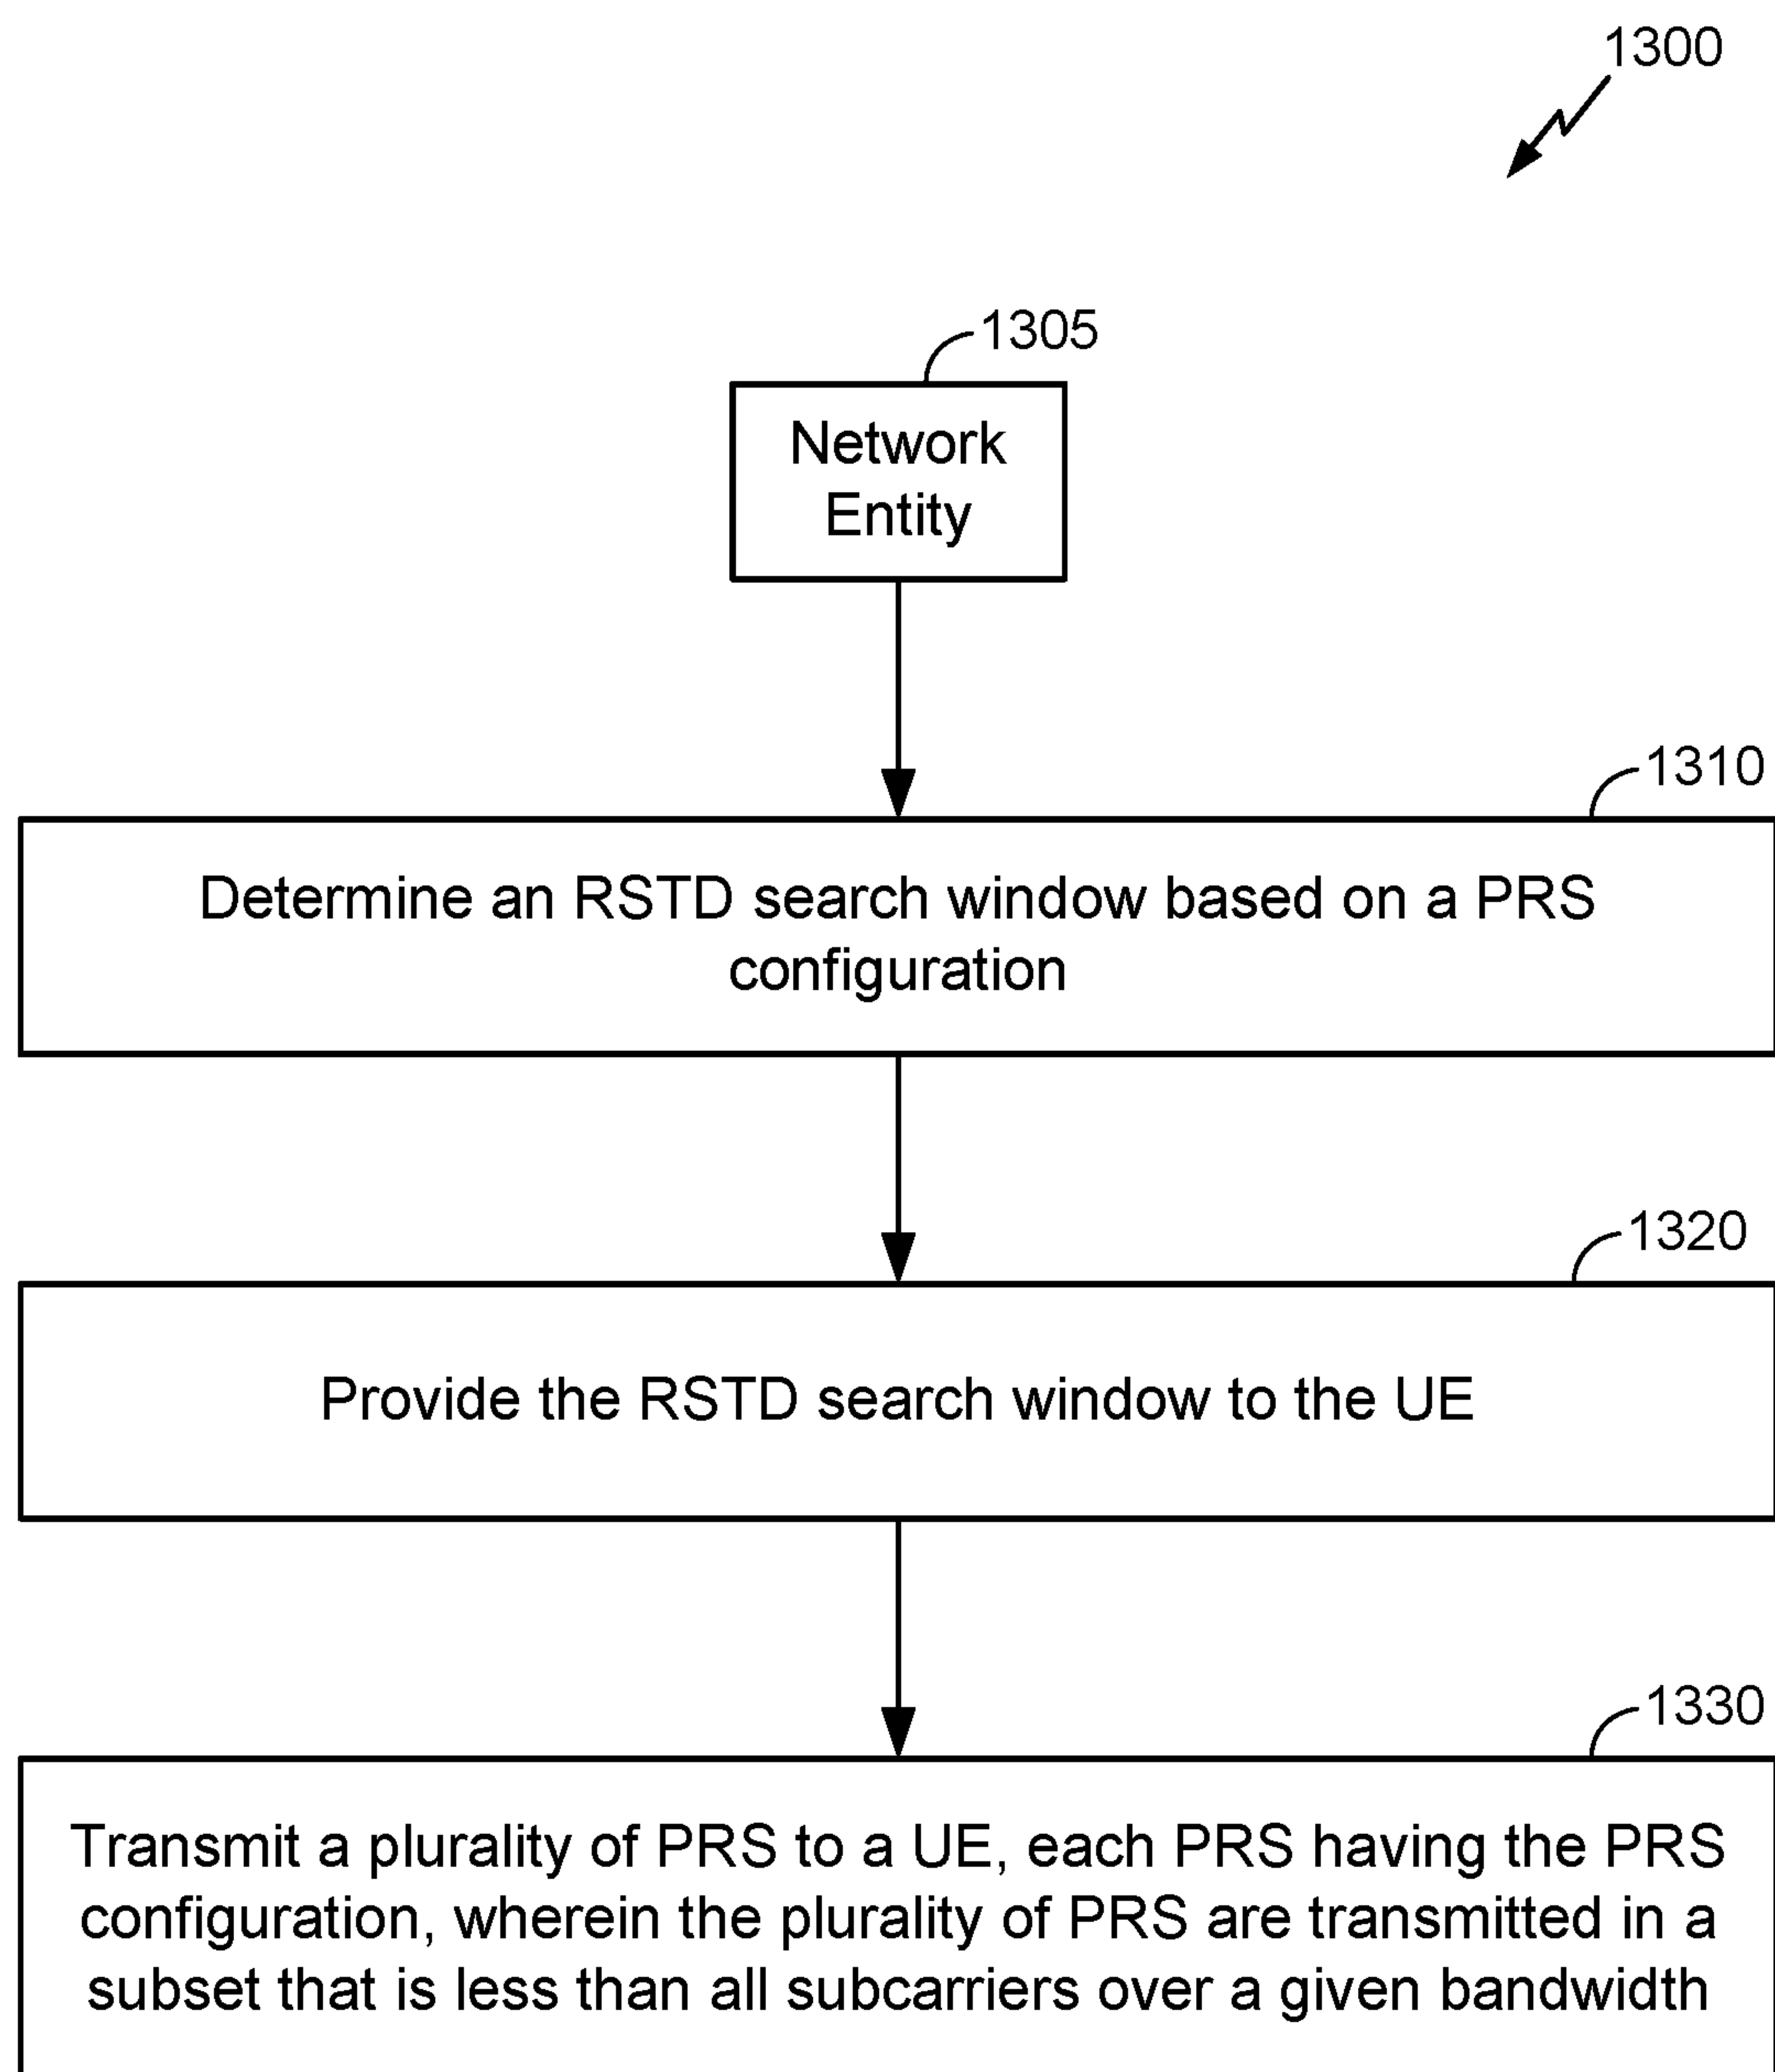 1300
1305
Network
Entity
1310
Determine an RSTD search window based on a PRS
configuration
1320
Provide the RSTD search window to the UE
1330
Transmit a plurality of PRS to a UE, each PRS having the PRS
configuration, wherein the plurality of PRS are transmitted in a
subset that is less than all subcarriers over a given bandwidth